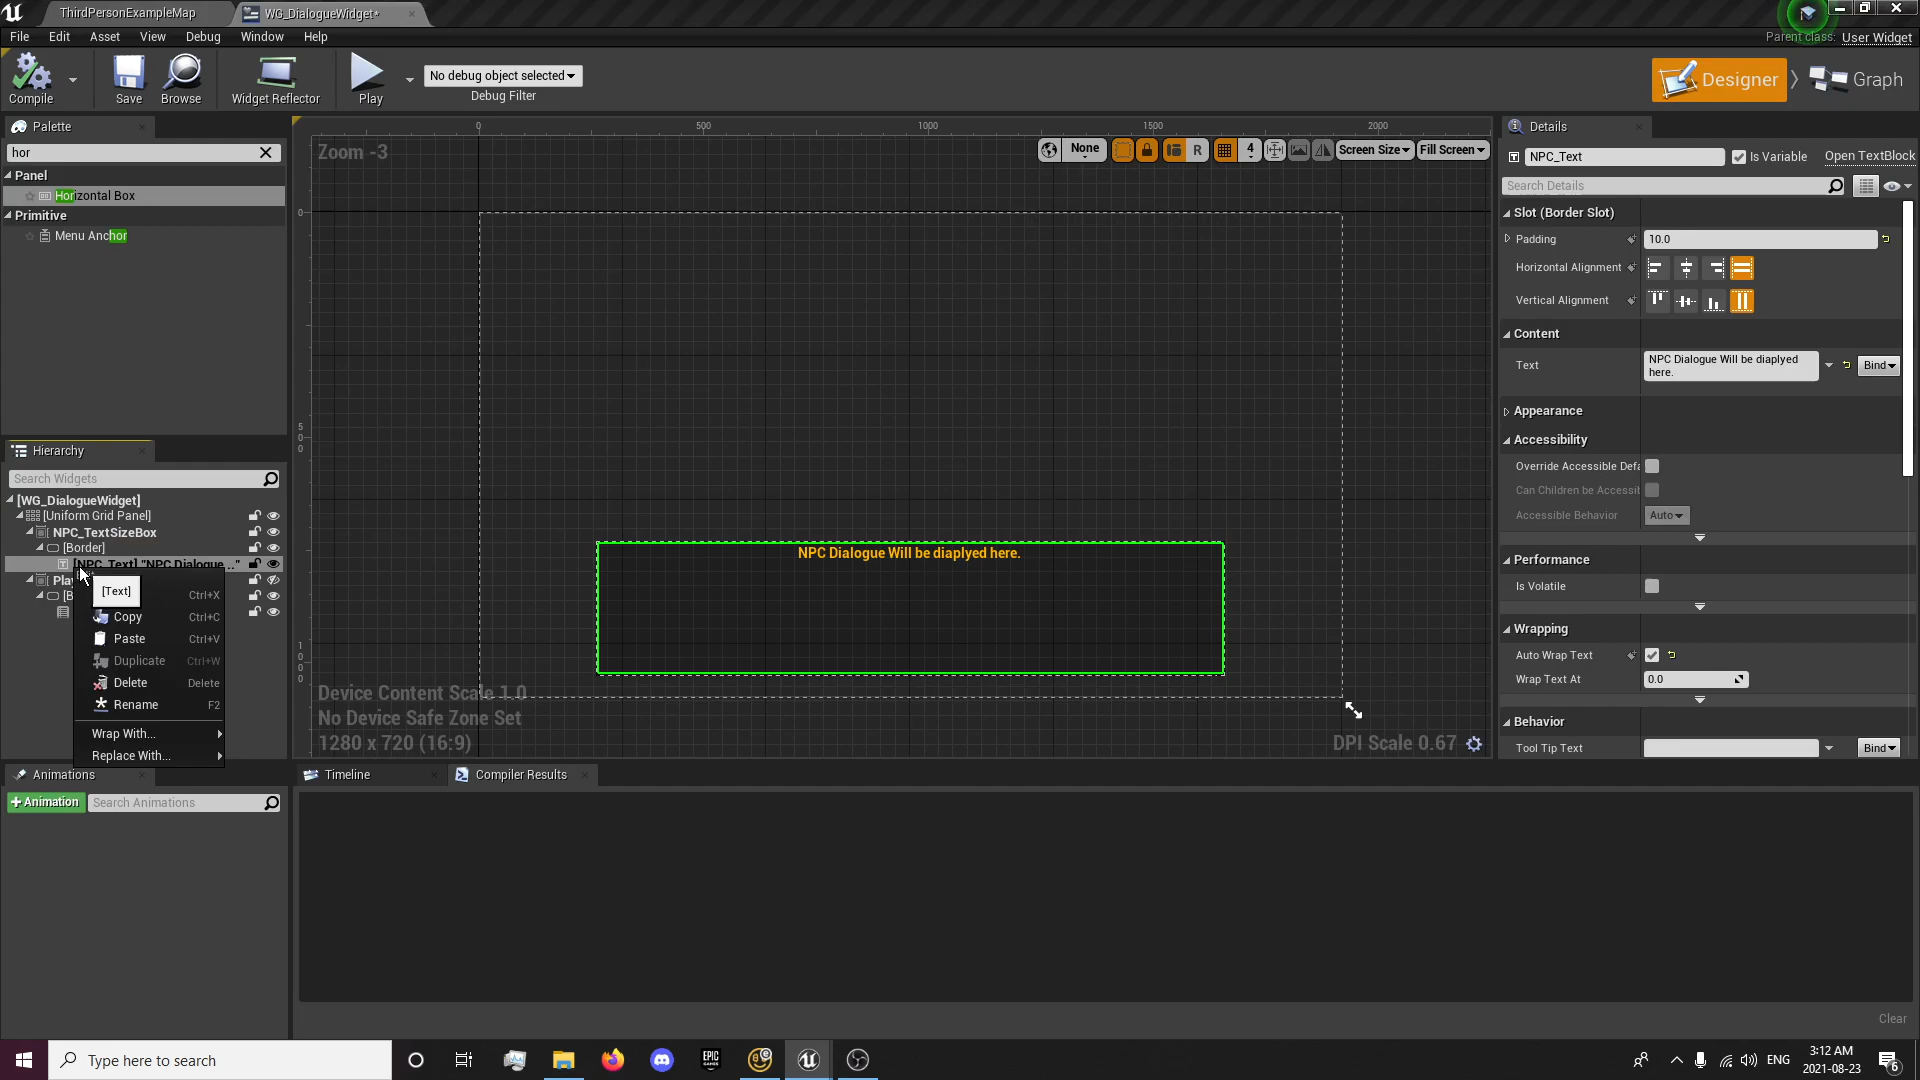 ThirdPersonExampleMap
WG_DialogueWidget*
File Edit Asset View Debug Window Help
Parent class: User Widget
Compile
Save
Browse
Widget Reflector
Play
No debug object selected
Debug Filter
Designer
Graph
Palette
hor
Panel
Horizontal Box
Primitive
Menu Anchor
Hierarchy
Search Widgets
[WG_DialogueWidget]
[Uniform Grid Panel]
NPC_TextSizeBox
[Border]
[NPC_Text] "NPC Dialogue ..."
Play
[B
[Text]
Ctrl+X
Copy Ctrl+C
Paste Ctrl+V
Duplicate Ctrl+W
Delete Delete
Rename F2
Wrap With...
Replace With...
Animations
+Animation
Search Animations
Zoom -3
0 500 1000 1500 2000
None
R
4
Screen Size
Fill Screen
0
500
1000
NPC Dialogue Will be diaplyed here.
Device Content Scale 1.0
No Device Safe Zone Set
1280 x 720 (16:9)
DPI Scale 0.67
Timeline
Compiler Results
Clear
Details
NPC_Text
Is Variable
Open TextBlock
Search Details
Slot (Border Slot)
Padding 10.0
Horizontal Alignment
Vertical Alignment
Content
Text
NPC Dialogue Will be diaplyed
here.
Bind
Appearance
Accessibility
Override Accessible Defa
Can Children be Accessib
Accessible Behavior Auto
Performance
Is Volatile
Wrapping
Auto Wrap Text
Wrap Text At 0.0
Behavior
Tool Tip Text
Bind
Type here to search
EPIC
GAMES
ENG
3:12 AM
2021-08-23
6